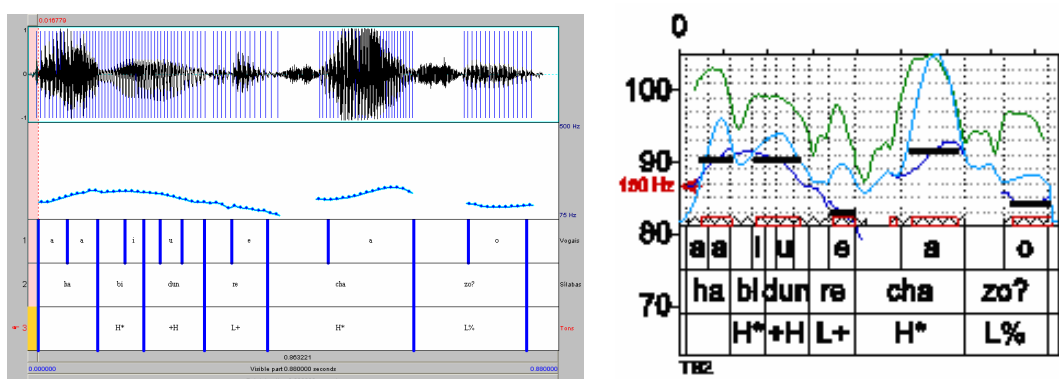 0.016779
1
0
-1
500 Hz
75 Hz
1 a a i u e a o Vogais
2 ha bi dun re cha zo? Sílabas
3 H* +H L+ H* L% Tons
0.863221
0.000000 Visible part 0.880000 seconds 0.880000
0
100
90
150 Hz
80
a a i u e a o
ha bi dun re cha zo?
70
H* +H L+ H* L%
TB2